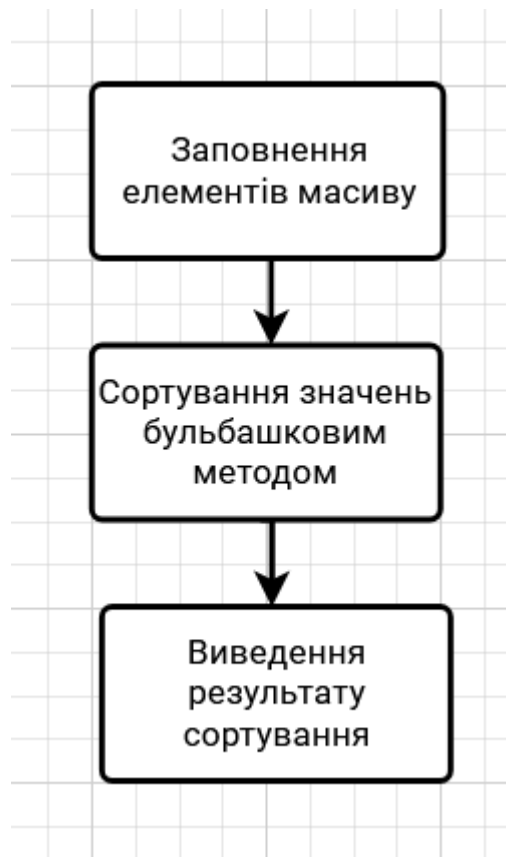 Заповнення
елементів масиву
Сортування значень
бульбашковим
методом
Виведення
результату
сортування